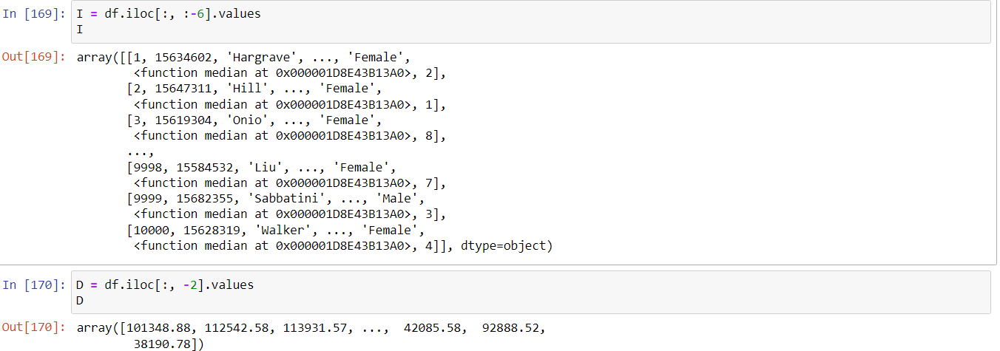 In [169]: I = df.iloc[:, :-6].values
I
Out[169]: array([[1, 15634602, 'Hargrave', ..., 'Female',
<function median at 0x000001D8E43B13A0>, 2],
[2, 15647311, 'Hill', ..., 'Female',
<function median at 0x000001D8E43B13A0>, 1],
[3, 15619304, 'Onio', ..., 'Female',
<function median at 0x000001D8E43B13A0>, 8],
...,
[9998, 15584532, 'Liu', ..., 'Female',
<function median at 0x000001D8E43B13A0>, 7],
[9999, 15682355, 'Sabbatini', ..., 'Male',
<function median at 0x000001D8E43B13A0>, 3],
[10000, 15628319, 'Walker', ..., 'Female',
<function median at 0x000001D8E43B13A0>, 4]], dtype=object)
In [170]: D = df.iloc[:, -2].values
D
Out[170]: array([101348.88, 112542.58, 113931.57, ..., 42085.58, 92888.52,
38190.78])